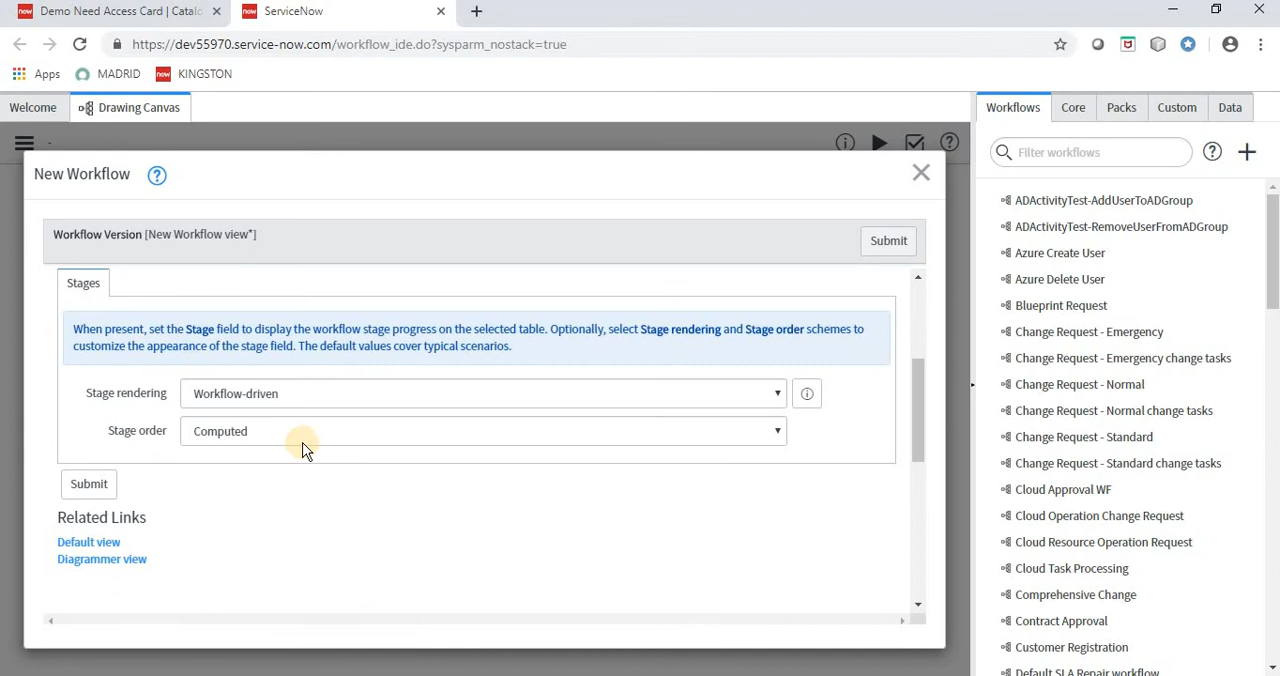 now Demo Need Access Card | Catalo
now ServiceNow
https://dev55970.service-now.com/workflow_ide.do?sysparm_nostack=true
Apps MADRID now KINGSTON
Welcome Drawing Canvas
Workflows Core Packs Custom Data
Filter workflows
New Workflow
Workflow Version [New Workflow view*]
Submit
Stages
When present, set the Stage field to display the workflow stage progress on the selected table. Optionally, select Stage rendering and Stage order schemes to
customize the appearance of the stage field. The default values cover typical scenarios.
Stage rendering Workflow-driven
Stage order Computed
Submit
Related Links
Default view
Diagrammer view
ADActivityTest-AddUserToADGroup
ADActivityTest-RemoveUserFromADGroup
Azure Create User
Azure Delete User
Blueprint Request
Change Request - Emergency
Change Request - Emergency change tasks
Change Request - Normal
Change Request - Normal change tasks
Change Request - Standard
Change Request - Standard change tasks
Cloud Approval WF
Cloud Operation Change Request
Cloud Resource Operation Request
Cloud Task Processing
Comprehensive Change
Contract Approval
Customer Registration
Default SLA Repair workflow